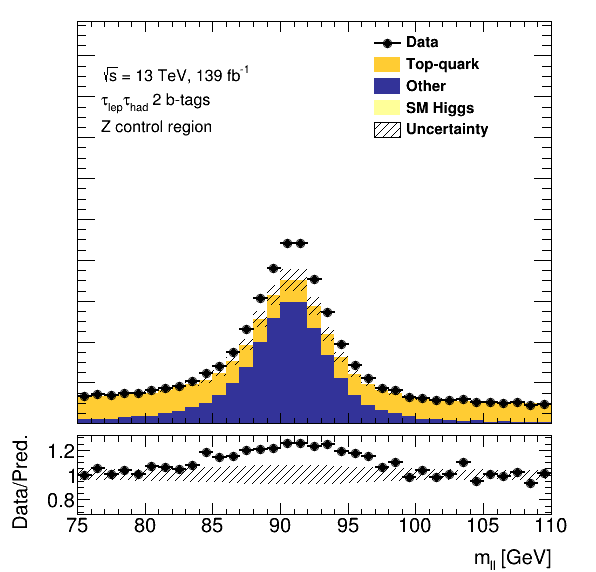 Data
Top-quark
Other
SM Higgs
Uncertainty
√s = 13 TeV, 139 fb⁻¹
τlepτhad 2 b-tags
Z control region
Data/Pred.
1.2
1
0.8
75 80 85 90 95 100 105 110
mll [GeV]